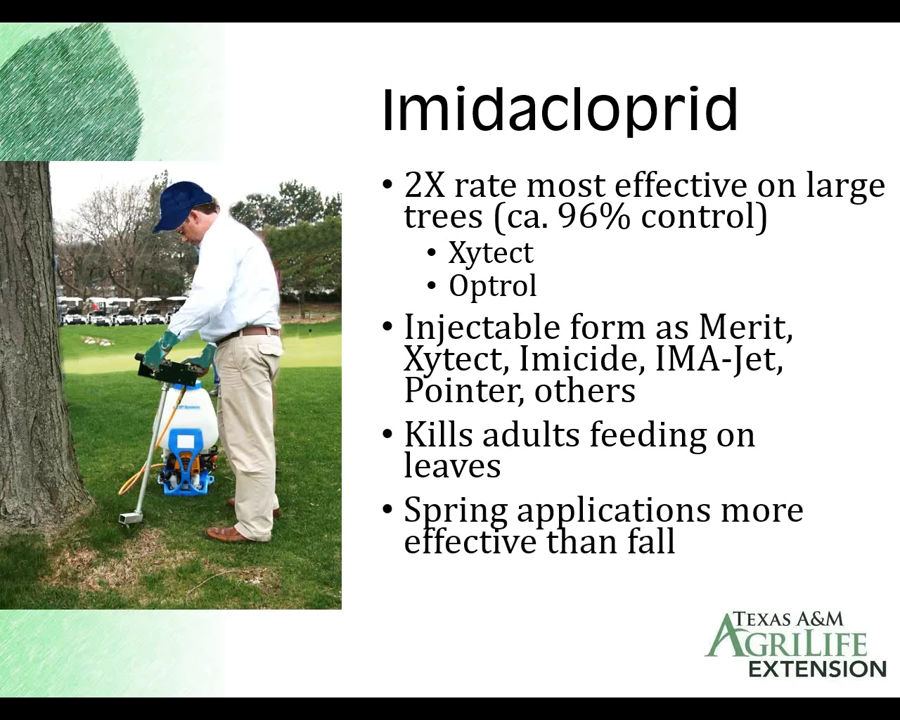 Imidacloprid
• 2X rate most effective on large
trees (ca. 96% control)
• Xytect
• Optrol
• Injectable form as Merit,
Xytect, Imicide, IMA-Jet,
Pointer, others
• Kills adults feeding on
leaves
• Spring applications more
effective than fall
TEXAS A&M
AGRILIFE
EXTENSION